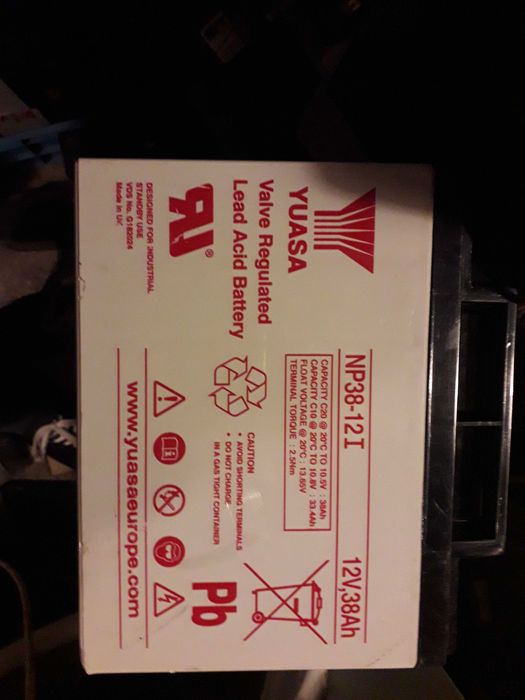 YUASA
Valve Regulated
Lead Acid Battery
DESIGNED FOR INDUSTRIAL
STANDBY USE
VDS No. G182024
Made in UK
NP38-12 I
12V,38Ah
CAPACITY C20 @ 20°C TO 10.5V : 38Ah
CAPACITY C10 @ 20°C TO 10.8V : 33.4Ah
FLOAT VOLTAGE @ 20°C : 13.65V
TERMINAL TORQUE : 2.5Nm
CAUTION
• AVOID SHORTING TERMINALS
• DO NOT CHARGE
IN A GAS TIGHT CONTAINER
Pb
www.yuasaeurope.com